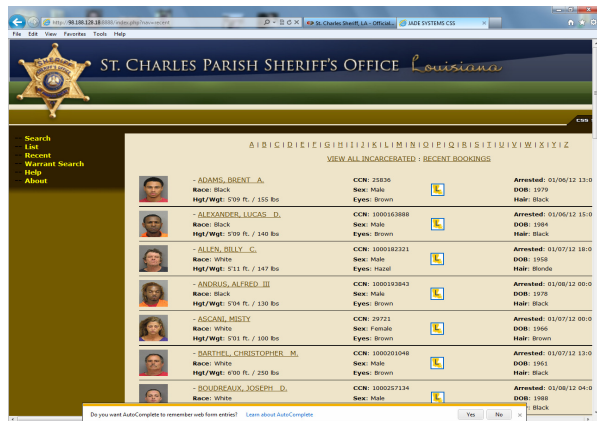 http://98.188.128.18:8888/index.php?nav=recent
St. Charles Sheriff, LA - Official...
JADE SYSTEMS CSS
File Edit View Favorites Tools Help
ST. CHARLES PARISH SHERIFF'S OFFICE Louisiana
SHERIFF
CSS
Search
List
Recent
Warrant Search
Help
About
A | B | C | D | E | F | G | H | I | J | K | L | M | N | O | P | Q | R | S | T | U | V | W | X | Y | Z
VIEW ALL INCARCERATED : RECENT BOOKINGS
- ADAMS, BRENT A. CCN: 25836 Arrested: 01/06/12 13:0
Race: Black Sex: Male DOB: 1979
Hgt/Wgt: 5'09 ft. / 155 lbs Eyes: Brown Hair: Black
- ALEXANDER, LUCAS D. CCN: 1000163888 Arrested: 01/06/12 15:0
Race: Black Sex: Male DOB: 1984
Hgt/Wgt: 5'09 ft. / 140 lbs Eyes: Brown Hair: Black
- ALLEN, BILLY C. CCN: 1000182321 Arrested: 01/07/12 18:0
Race: White Sex: Male DOB: 1958
Hgt/Wgt: 5'11 ft. / 147 lbs Eyes: Hazel Hair: Blonde
- ANDRUS, ALFRED III CCN: 1000193843 Arrested: 01/08/12 00:0
Race: Black Sex: Male DOB: 1978
Hgt/Wgt: 5'04 ft. / 130 lbs Eyes: Brown Hair: Black
- ASCANI, MISTY CCN: 29721 Arrested: 01/07/12 00:0
Race: White Sex: Female DOB: 1966
Hgt/Wgt: 5'01 ft. / 100 lbs Eyes: Brown Hair: Brown
- BARTHEL, CHRISTOPHER M. CCN: 1000201048 Arrested: 01/07/12 13:0
Race: White Sex: Male DOB: 1961
Hgt/Wgt: 6'00 ft. / 250 lbs Eyes: Brown Hair: Black
- BOUDREAUX, JOSEPH D. CCN: 1000257134 Arrested: 01/08/12 04:0
Race: White Sex: Male DOB: 1988
Black
Do you want AutoComplete to remember web form entries? Learn about AutoComplete Yes No